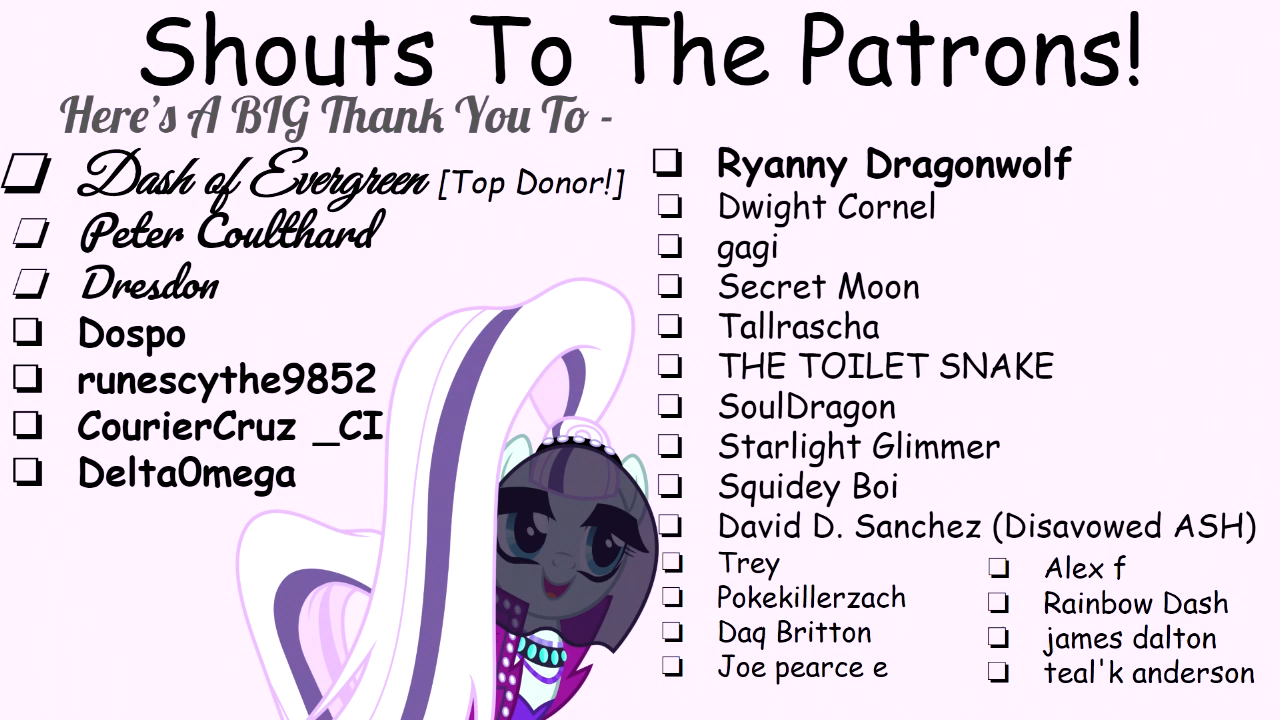 Shouts To The Patrons!
Here's A BIG Thank You To -
❏ Dash of Evergreen [Top Donor!]
❏ Peter Coulthard
❏ Dresdon
❏ Dospo
❏ runescythe9852
❏ CourierCruz _CI
❏ Delta0mega
❏ Ryanny Dragonwolf
❏ Dwight Cornel
❏ gagi
❏ Secret Moon
❏ Tallrascha
❏ THE TOILET SNAKE
❏ SoulDragon
❏ Starlight Glimmer
❏ Squidey Boi
❏ David D. Sanchez (Disavowed ASH)
❏ Trey
❏ Pokekillerzach
❏ Daq Britton
❏ Joe pearce e
❏ Alex f
❏ Rainbow Dash
❏ james dalton
❏ teal'k anderson